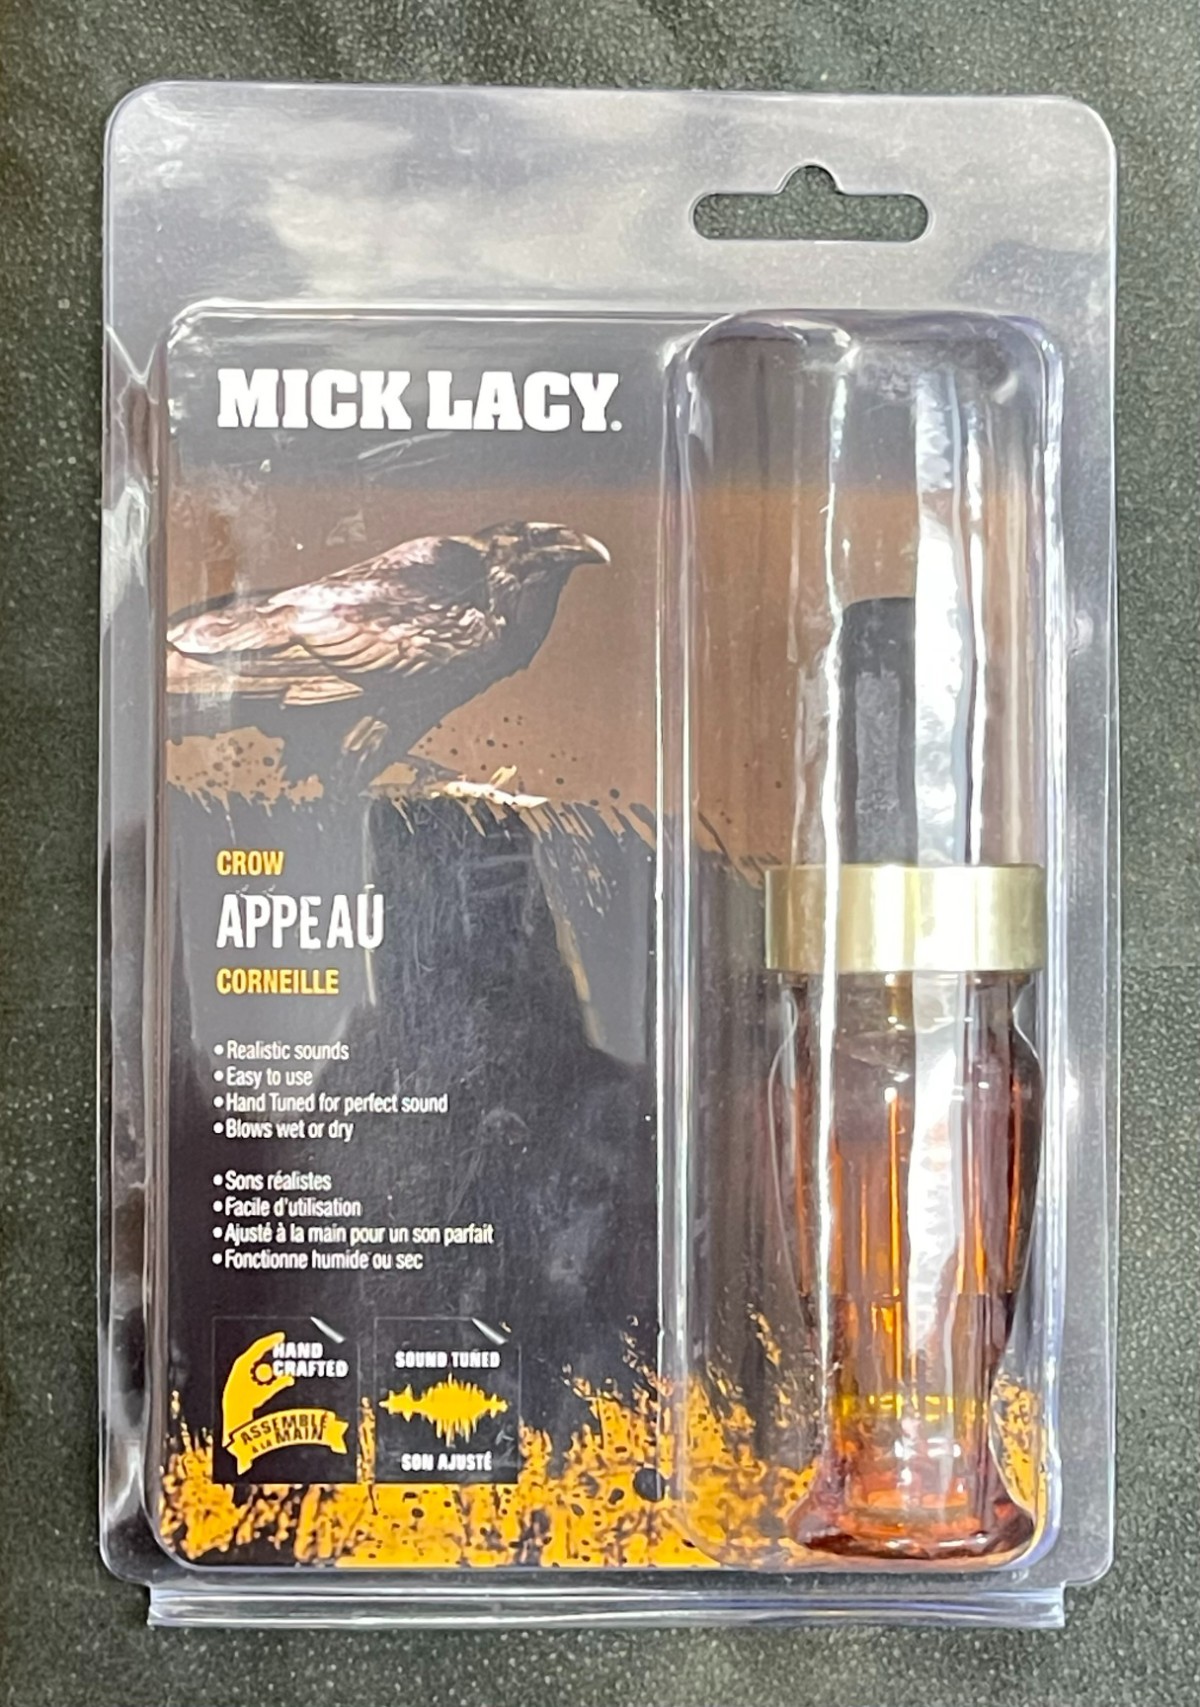 MICK LACY.
CROW
APPEAU
CORNEILLE
• Realistic sounds
• Easy to use
• Hand Tuned for perfect sound
• Blows wet or dry
• Sons réalistes
• Facile d'utilisation
• Ajusté à la main pour un son parfait
• Fonctionne humide ou sec
HAND
CRAFTED
ASSEMBLÉ
À LA MAIN
SOUND TUNED
SON AJUSTÉ